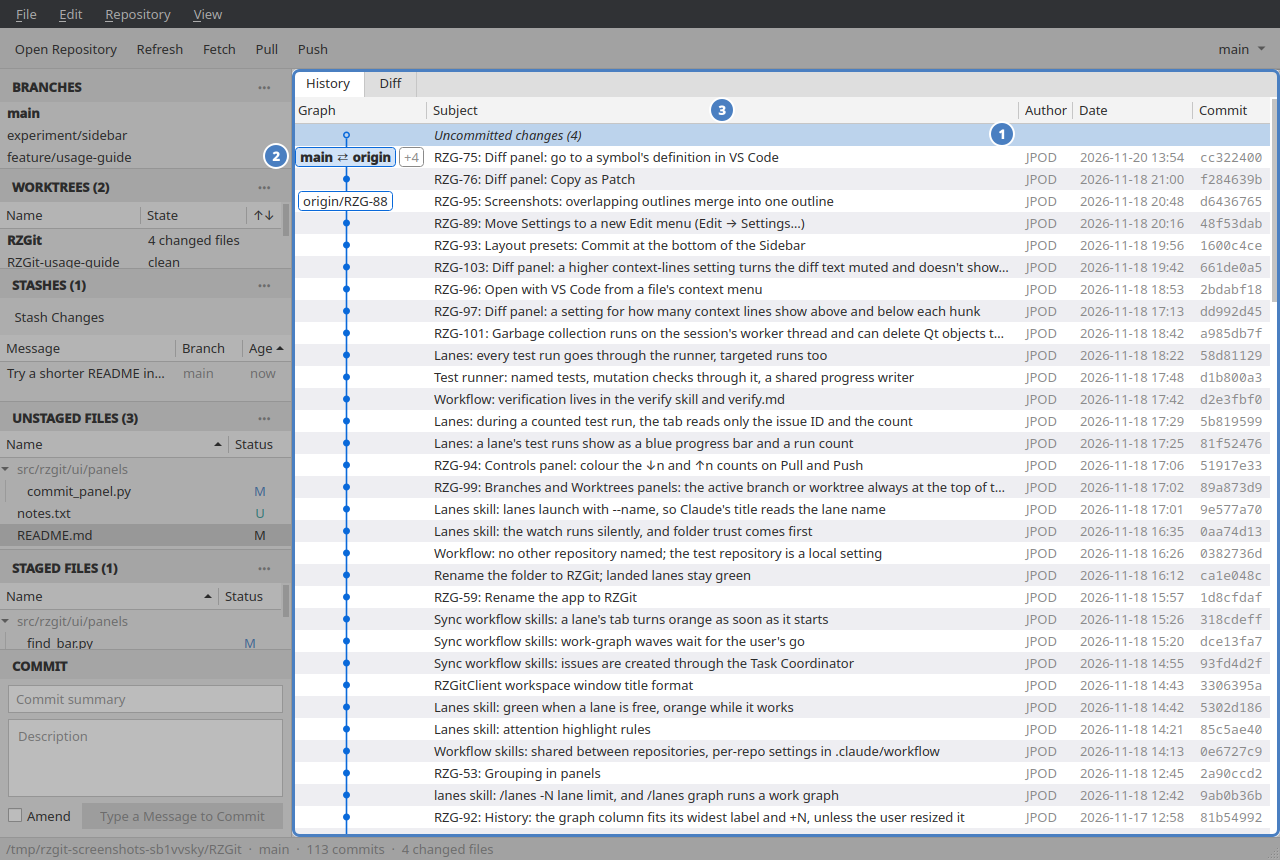 File Edit Repository View
Open Repository Refresh Fetch Pull Push main
BRANCHES ...
main
experiment/sidebar
feature/usage-guide
WORKTREES (2)
Name State ↑↓
RZGit 4 changed files
RZGit-usage-guide clean
STASHES (1) ...
Stash Changes
Message Branch Age
Try a shorter README in... main now
UNSTAGED FILES (3) ...
Name Status
src/rzgit/ui/panels
commit_panel.py M
notes.txt U
README.md M
STAGED FILES (1) ...
Name Status
src/rzgit/ui/panels
find_bar.py M
COMMIT
Commit summary
Description
Amend Type a Message to Commit
History Diff
Graph Subject 3 Author Date Commit
Uncommitted changes (4) 1
2 main ⇄ origin +4 RZG-75: Diff panel: go to a symbol's definition in VS Code JPOD 2026-11-20 13:54 cc322400
RZG-76: Diff panel: Copy as Patch JPOD 2026-11-18 21:00 f284639b
origin/RZG-88 RZG-95: Screenshots: overlapping outlines merge into one outline JPOD 2026-11-18 20:48 d6436765
RZG-89: Move Settings to a new Edit menu (Edit → Settings...) JPOD 2026-11-18 20:16 48f53dab
RZG-93: Layout presets: Commit at the bottom of the Sidebar JPOD 2026-11-18 19:56 1600c4ce
RZG-103: Diff panel: a higher context-lines setting turns the diff text muted and doesn't show... JPOD 2026-11-18 19:42 661de0a5
RZG-96: Open with VS Code from a file's context menu JPOD 2026-11-18 18:53 2bdabf18
RZG-97: Diff panel: a setting for how many context lines show above and below each hunk JPOD 2026-11-18 17:13 dd992d45
RZG-101: Garbage collection runs on the session's worker thread and can delete Qt objects t... JPOD 2026-11-18 18:42 a985db7f
Lanes: every test run goes through the runner, targeted runs too JPOD 2026-11-18 18:22 58d81129
Test runner: named tests, mutation checks through it, a shared progress writer JPOD 2026-11-18 17:48 d1b800a3
Workflow: verification lives in the verify skill and verify.md JPOD 2026-11-18 17:42 d2e3fbf0
Lanes: during a counted test run, the tab reads only the issue ID and the count JPOD 2026-11-18 17:29 5b819599
Lanes: a lane's test runs show as a blue progress bar and a run count JPOD 2026-11-18 17:25 81f52476
RZG-94: Controls panel: colour the ↓n and ↑n counts on Pull and Push JPOD 2026-11-18 17:06 51917e33
RZG-99: Branches and Worktrees panels: the active branch or worktree always at the top of t... JPOD 2026-11-18 17:02 89a873d9
Lanes skill: lanes launch with --name, so Claude's title reads the lane name JPOD 2026-11-18 17:01 9e577a70
Lanes skill: the watch runs silently, and folder trust comes first JPOD 2026-11-18 16:35 0aa74d13
Workflow: no other repository named; the test repository is a local setting JPOD 2026-11-18 16:26 0382736d
Rename the folder to RZGit; landed lanes stay green JPOD 2026-11-18 16:12 ca1e048c
RZG-59: Rename the app to RZGit JPOD 2026-11-18 15:57 1d8cfdaf
Sync workflow skills: a lane's tab turns orange as soon as it starts JPOD 2026-11-18 15:26 318cdeff
Sync workflow skills: work-graph waves wait for the user's go JPOD 2026-11-18 15:20 dce13fa7
Sync workflow skills: issues are created through the Task Coordinator JPOD 2026-11-18 14:55 93fd4d2f
RZGitClient workspace window title format JPOD 2026-11-18 14:43 3306395a
Lanes skill: green when a lane is free, orange while it works JPOD 2026-11-18 14:42 5302d186
Lanes skill: attention highlight rules JPOD 2026-11-18 14:21 85c5ae40
Workflow skills: shared between repositories, per-repo settings in .claude/workflow JPOD 2026-11-18 14:13 0e6727c9
RZG-53: Grouping in panels JPOD 2026-11-18 12:45 2a90ccd2
lanes skill: /lanes -N lane limit, and /lanes graph runs a work graph JPOD 2026-11-18 12:42 9ab0b36b
RZG-92: History: the graph column fits its widest label and +N, unless the user resized it JPOD 2026-11-17 12:58 81b54992
/tmp/rzgit-screenshots-sb1vvsky/RZGit · main · 113 commits · 4 changed files